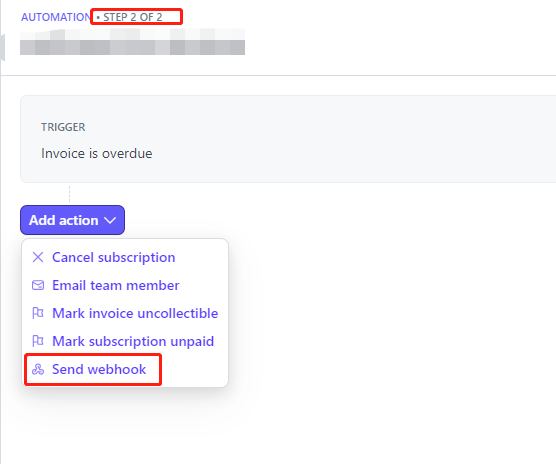 AUTOMATION • STEP 2 OF 2
TRIGGER
Invoice is overdue
Add action
Cancel subscription
Email team member
Mark invoice uncollectible
Mark subscription unpaid
Send webhook